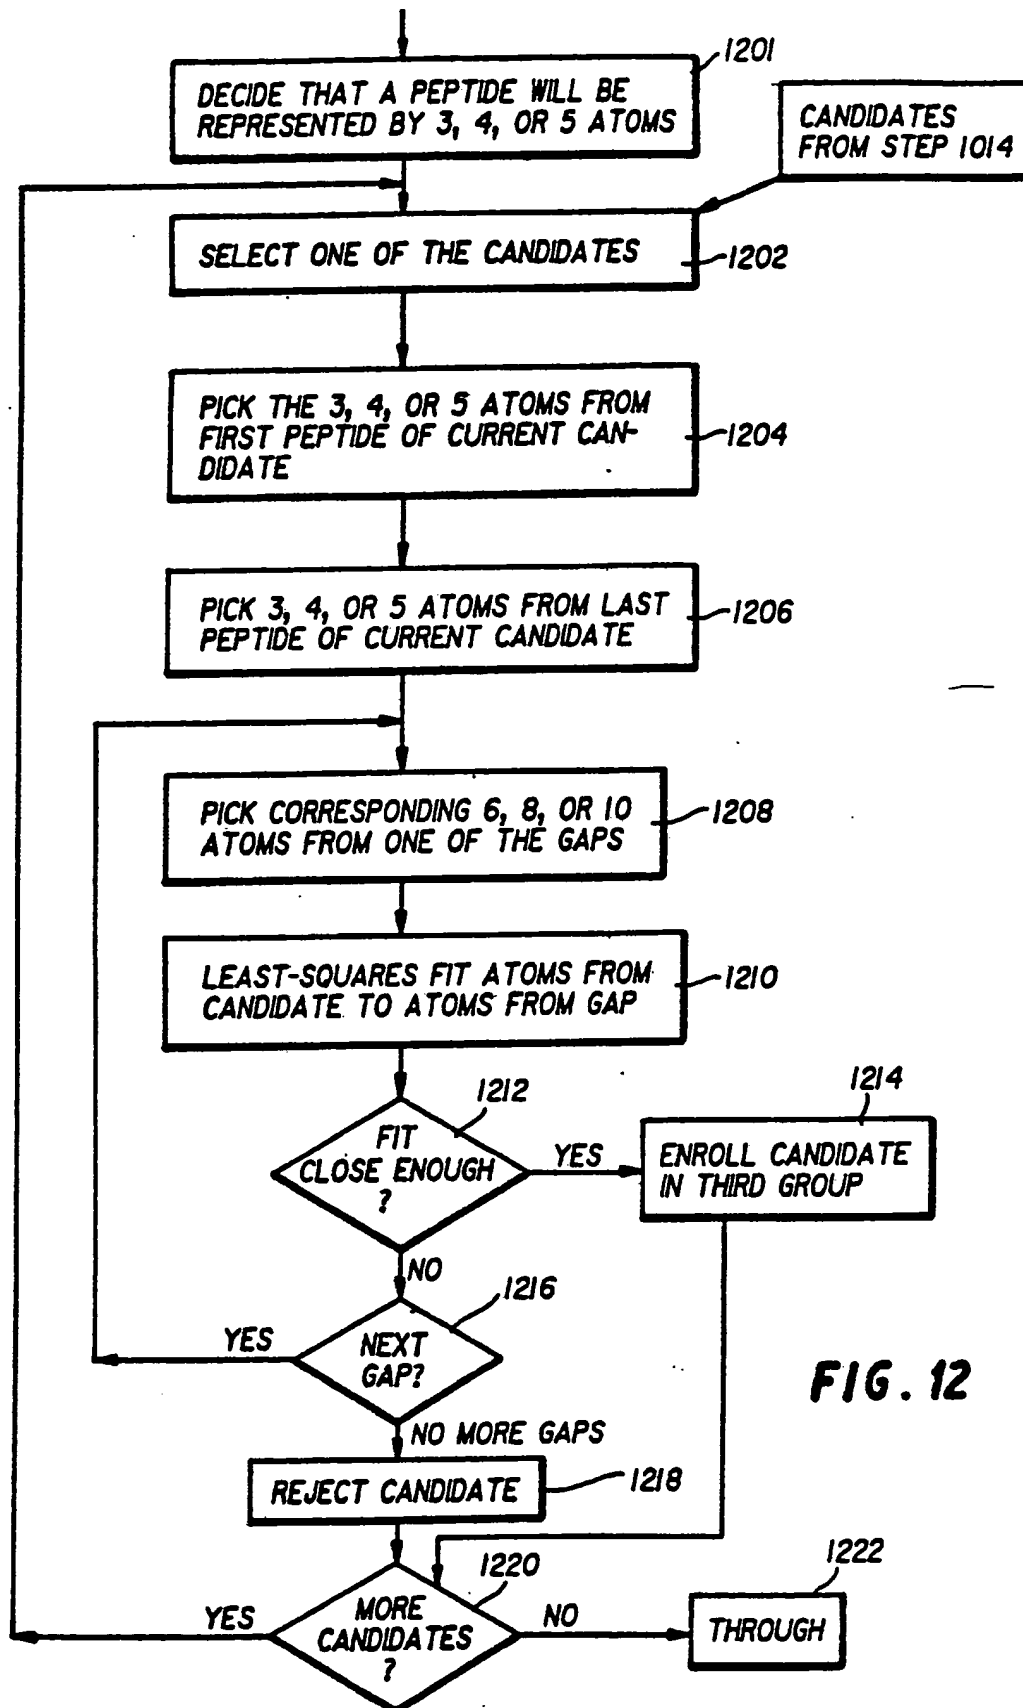 1201
DECIDE THAT A PEPTIDE WILL BE
REPRESENTED BY 3, 4, OR 5 ATOMS
CANDIDATES
FROM STEP 1014
SELECT ONE OF THE CANDIDATES
1202
PICK THE 3, 4, OR 5 ATOMS FROM
FIRST PEPTIDE OF CURRENT CAN-
DIDATE
1204
PICK 3, 4, OR 5 ATOMS FROM LAST
PEPTIDE OF CURRENT CANDIDATE
1206
PICK CORRESPONDING 6, 8, OR 10
ATOMS FROM ONE OF THE GAPS
1208
LEAST-SQUARES FIT ATOMS FROM
CANDIDATE TO ATOMS FROM GAP
1210
1212
FIT
CLOSE ENOUGH
?
YES
1214
ENROLL CANDIDATE
IN THIRD GROUP
NO
1216
NEXT
GAP?
YES
FIG. 12
NO MORE GAPS
REJECT CANDIDATE
1218
1220
MORE
CANDIDATES
?
YES
NO
1222
THROUGH